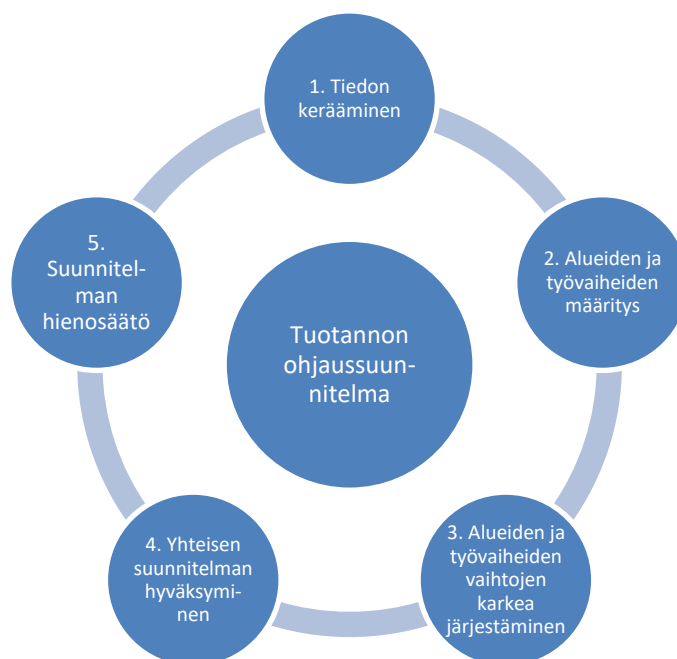 1. Tiedon
kerääminen
2. Alueiden ja
työvaiheiden
määritys
3. Alueiden ja
työvaiheiden
vaihtojen
karkea
järjestäminen
4. Yhteisen
suunnitelman
hyväksymi-
nen
5.
Suunnitel-
man
hienosäätö
Tuotannon
ohjaussuun-
nitelma